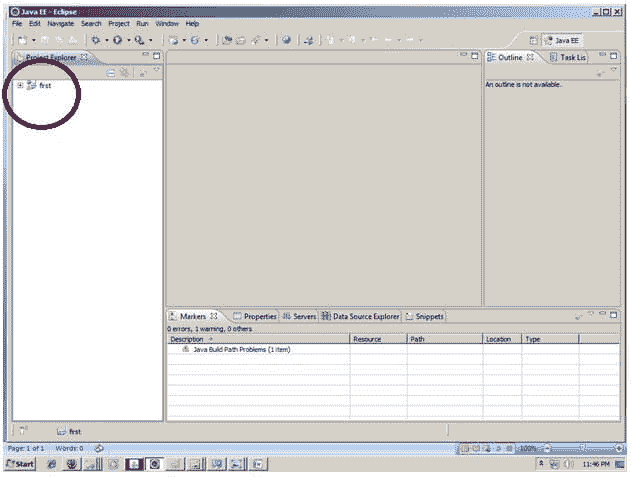 Java EE - Eclipse
File Edit Navigate Search Project Run Window Help
Java EE
Project Explorer
Outline Task Lis
first
An outline is not available.
Markers Properties Servers Data Source Explorer Snippets
0 errors, 1 warning, 0 others
Description Resource Path Location Type
Java Build Path Problems (1 item)
first
Page: 1 of 1 Words: 0 100%
Start 11:46 PM